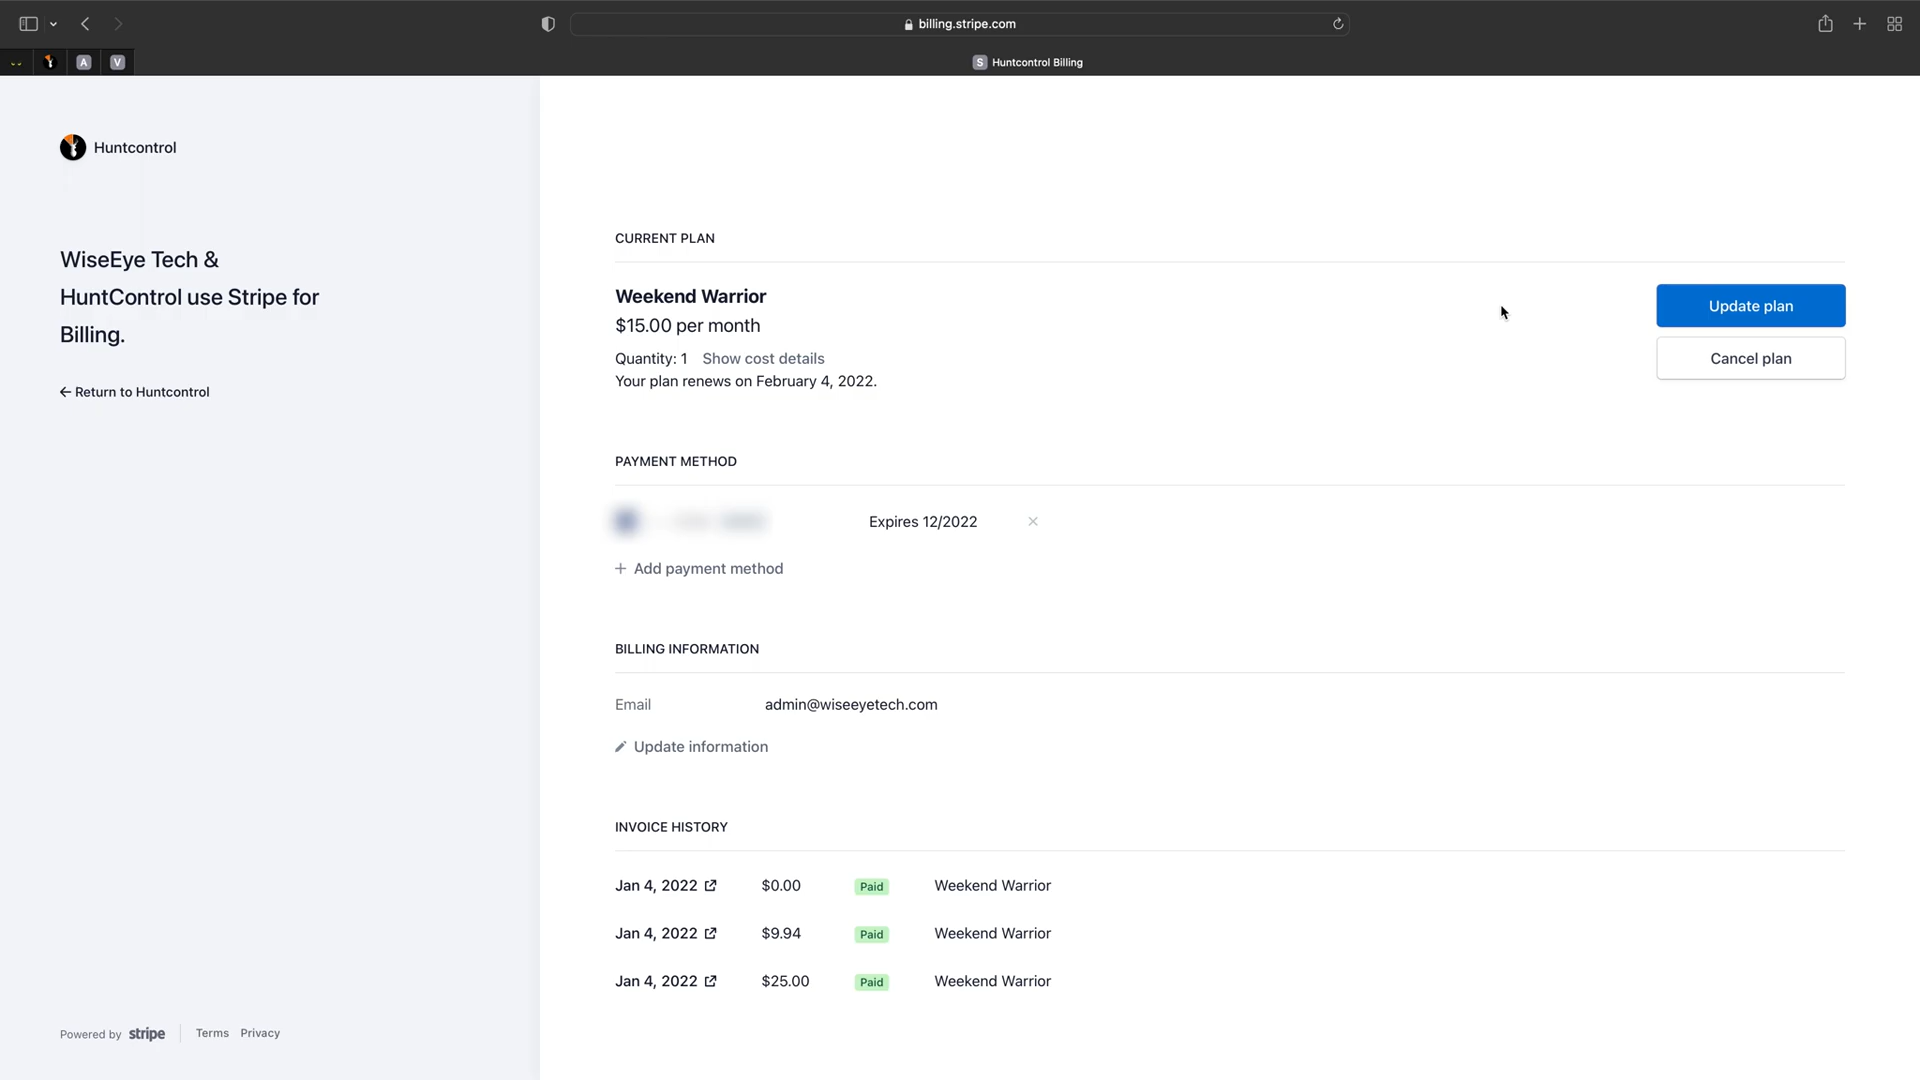 billing.stripe.com
A
V
S Huntcontrol Billing
Huntcontrol
WiseEye Tech &
HuntControl use Stripe for
Billing.
← Return to Huntcontrol
CURRENT PLAN
Weekend Warrior
$15.00 per month
Quantity: 1 Show cost details
Your plan renews on February 4, 2022.
Update plan
Cancel plan
PAYMENT METHOD
Expires 12/2022
+ Add payment method
BILLING INFORMATION
Email admin@wiseeyetech.com
Update information
INVOICE HISTORY
Jan 4, 2022 $0.00 Paid Weekend Warrior
Jan 4, 2022 $9.94 Paid Weekend Warrior
Jan 4, 2022 $25.00 Paid Weekend Warrior
Powered by stripe Terms Privacy